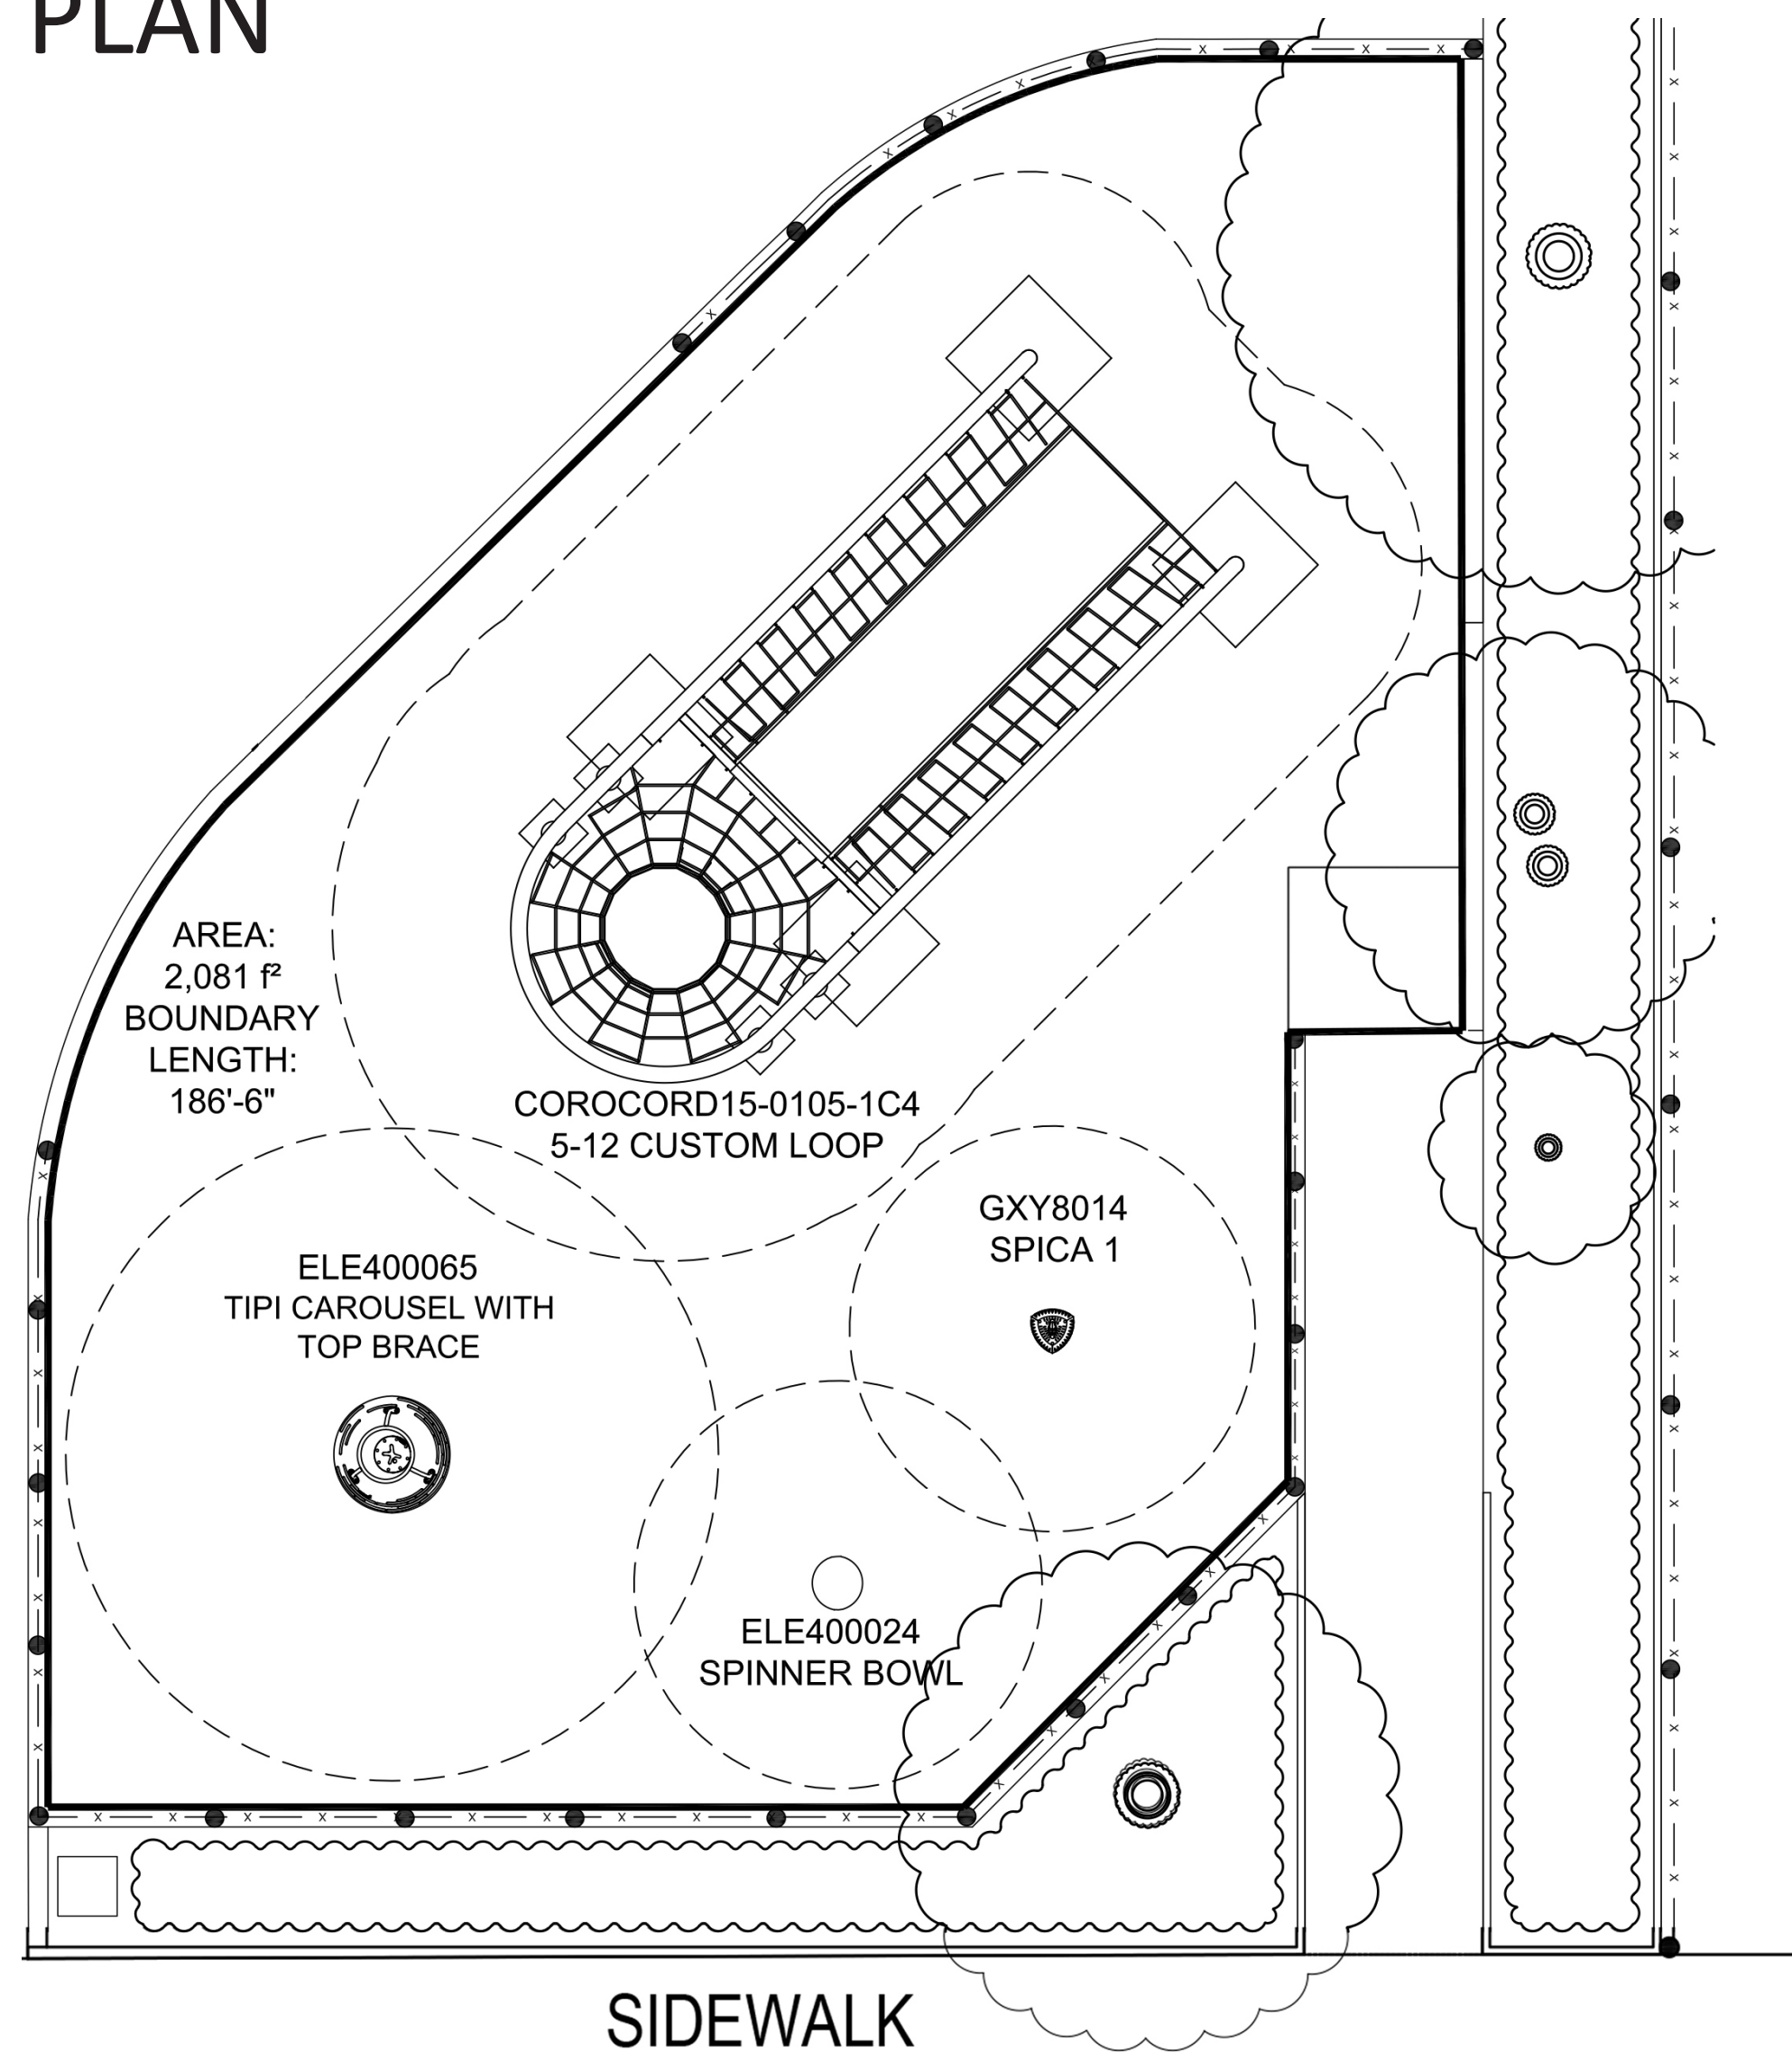 PLAN
AREA:
2,081 f²
BOUNDARY
LENGTH:
186'-6"
COROCORD15-0105-1C4
5-12 CUSTOM LOOP
GXY8014
SPICA 1
ELE400065
TIPI CAROUSEL WITH
TOP BRACE
ELE400024
SPINNER BOWL
SIDEWALK